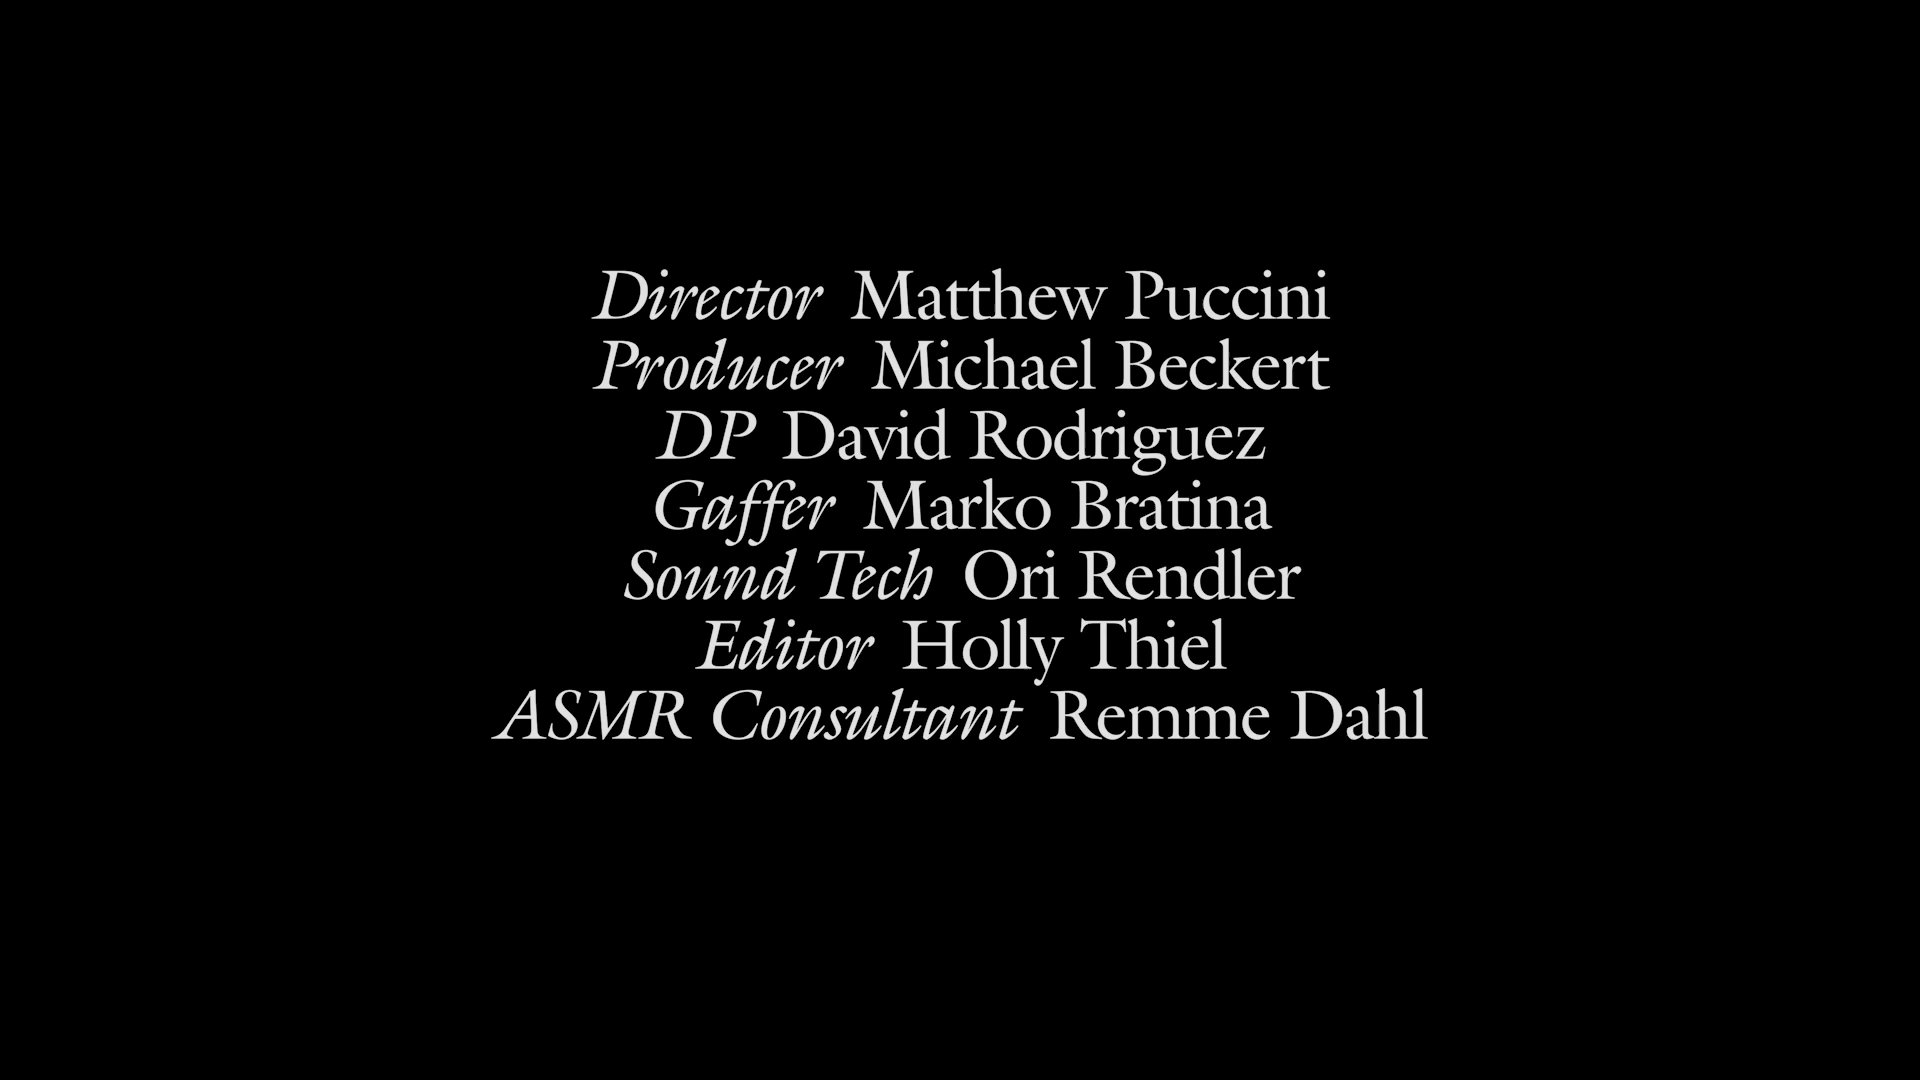 Director Matthew Puccini
Producer Michael Beckert
DP David Rodriguez
Gaffer Marko Bratina
Sound Tech Ori Rendler
Editor Holly Thiel
ASMR Consultant Remme Dahl